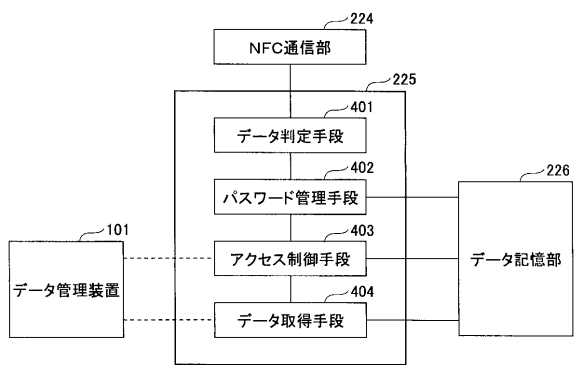 224
NFC通信部
225
401
データ判定手段
402
パスワード管理手段
226
101
403
アクセス制御手段
データ記憶部
データ管理装置
404
データ取得手段